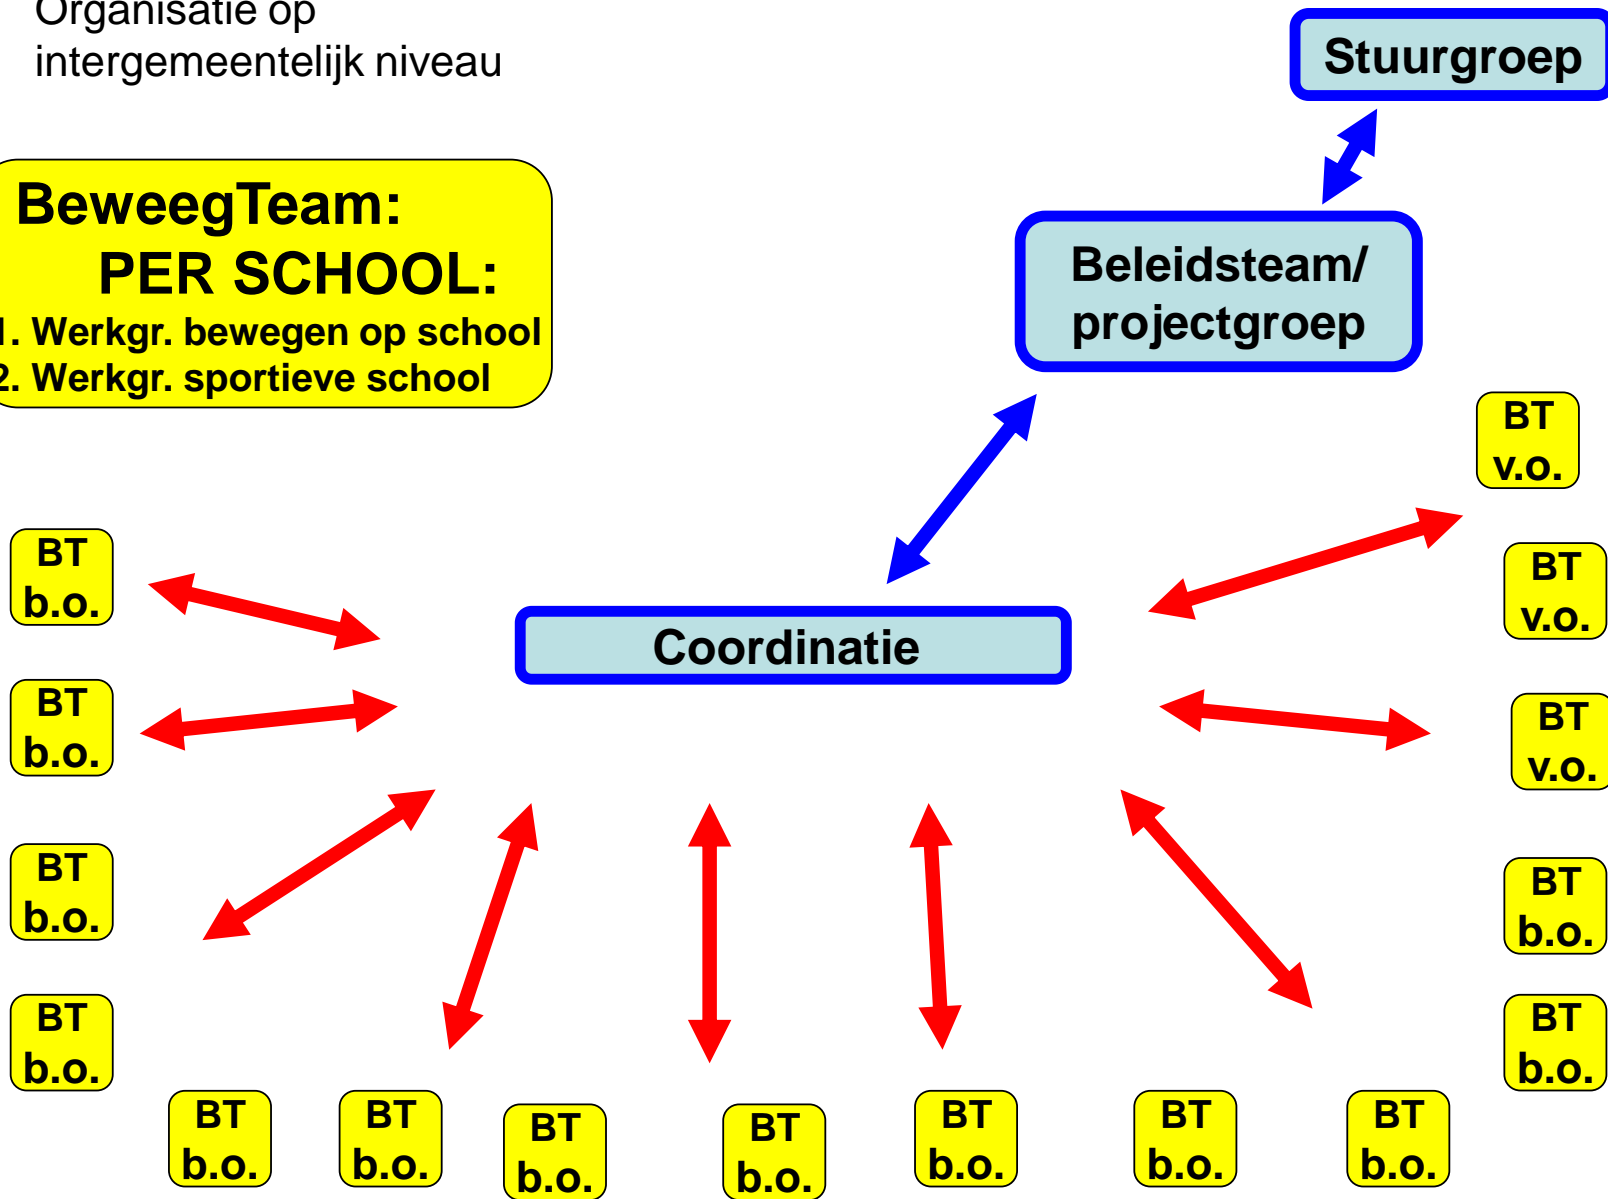 Organisatie op
intergemeentelijk niveau
Stuurgroep
BeweegTeam:
PER SCHOOL:
1. Werkgr. bewegen op school
2. Werkgr. sportieve school
Beleidsteam/
projectgroep
BT
v.o.
BT
b.o.
BT
v.o.
Coordinatie
BT
b.o.
BT
v.o.
BT
b.o.
BT
b.o.
BT
b.o.
BT
b.o.
BT
b.o.
BT
b.o.
BT
b.o.
BT
b.o.
BT
b.o.
BT
b.o.
BT
b.o.